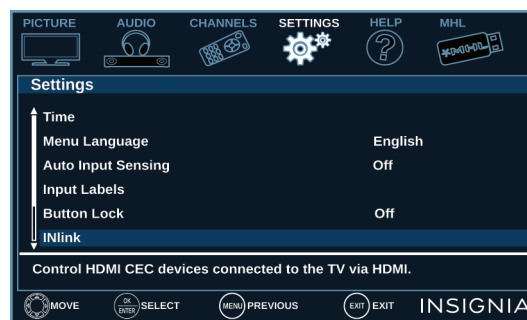 PICTURE AUDIO CHANNELS SETTINGS HELP MHL
MHL
Settings
Time
Menu Language English
Auto Input Sensing Off
Input Labels
Button Lock Off
INlink
Control HDMI CEC devices connected to the TV via HDMI.
MOVE OK ENTER SELECT MENU PREVIOUS EXIT EXIT INSIGNIA